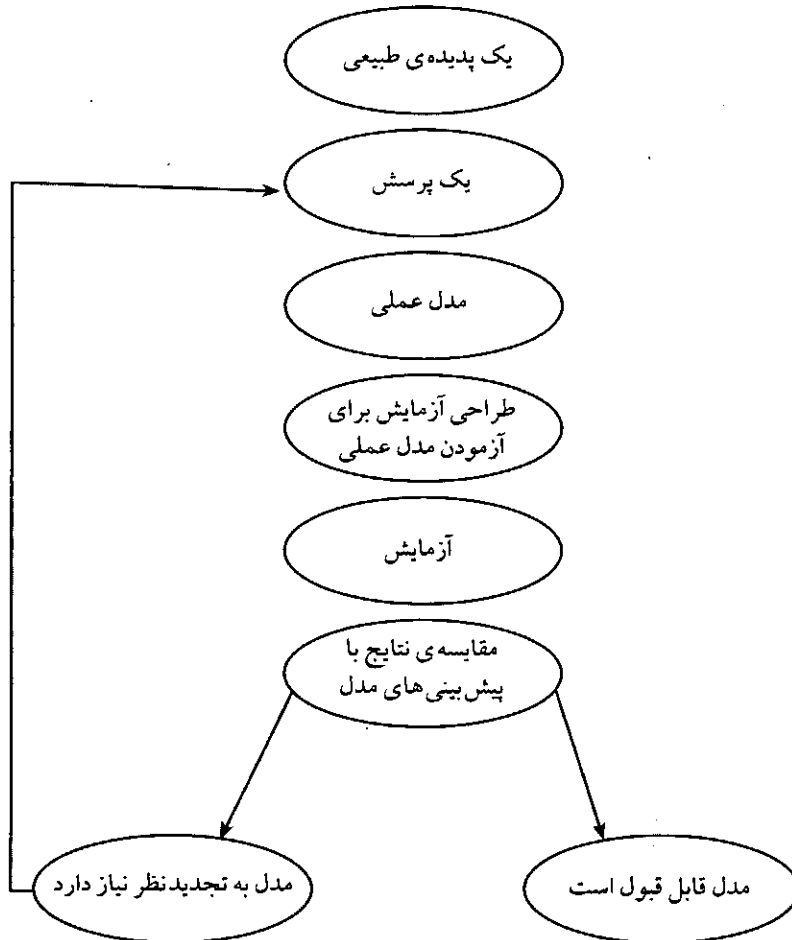 یک پدیده‌ی طبیعی
یک پرسش
مدل عملی
طراحی آزمایش برای
آزمودن مدل عملی
آزمایش
مقایسه‌ی نتایج با
پیش‌بینی‌های مدل
مدل به تجدیدنظر نیاز دارد
مدل قابل قبول است